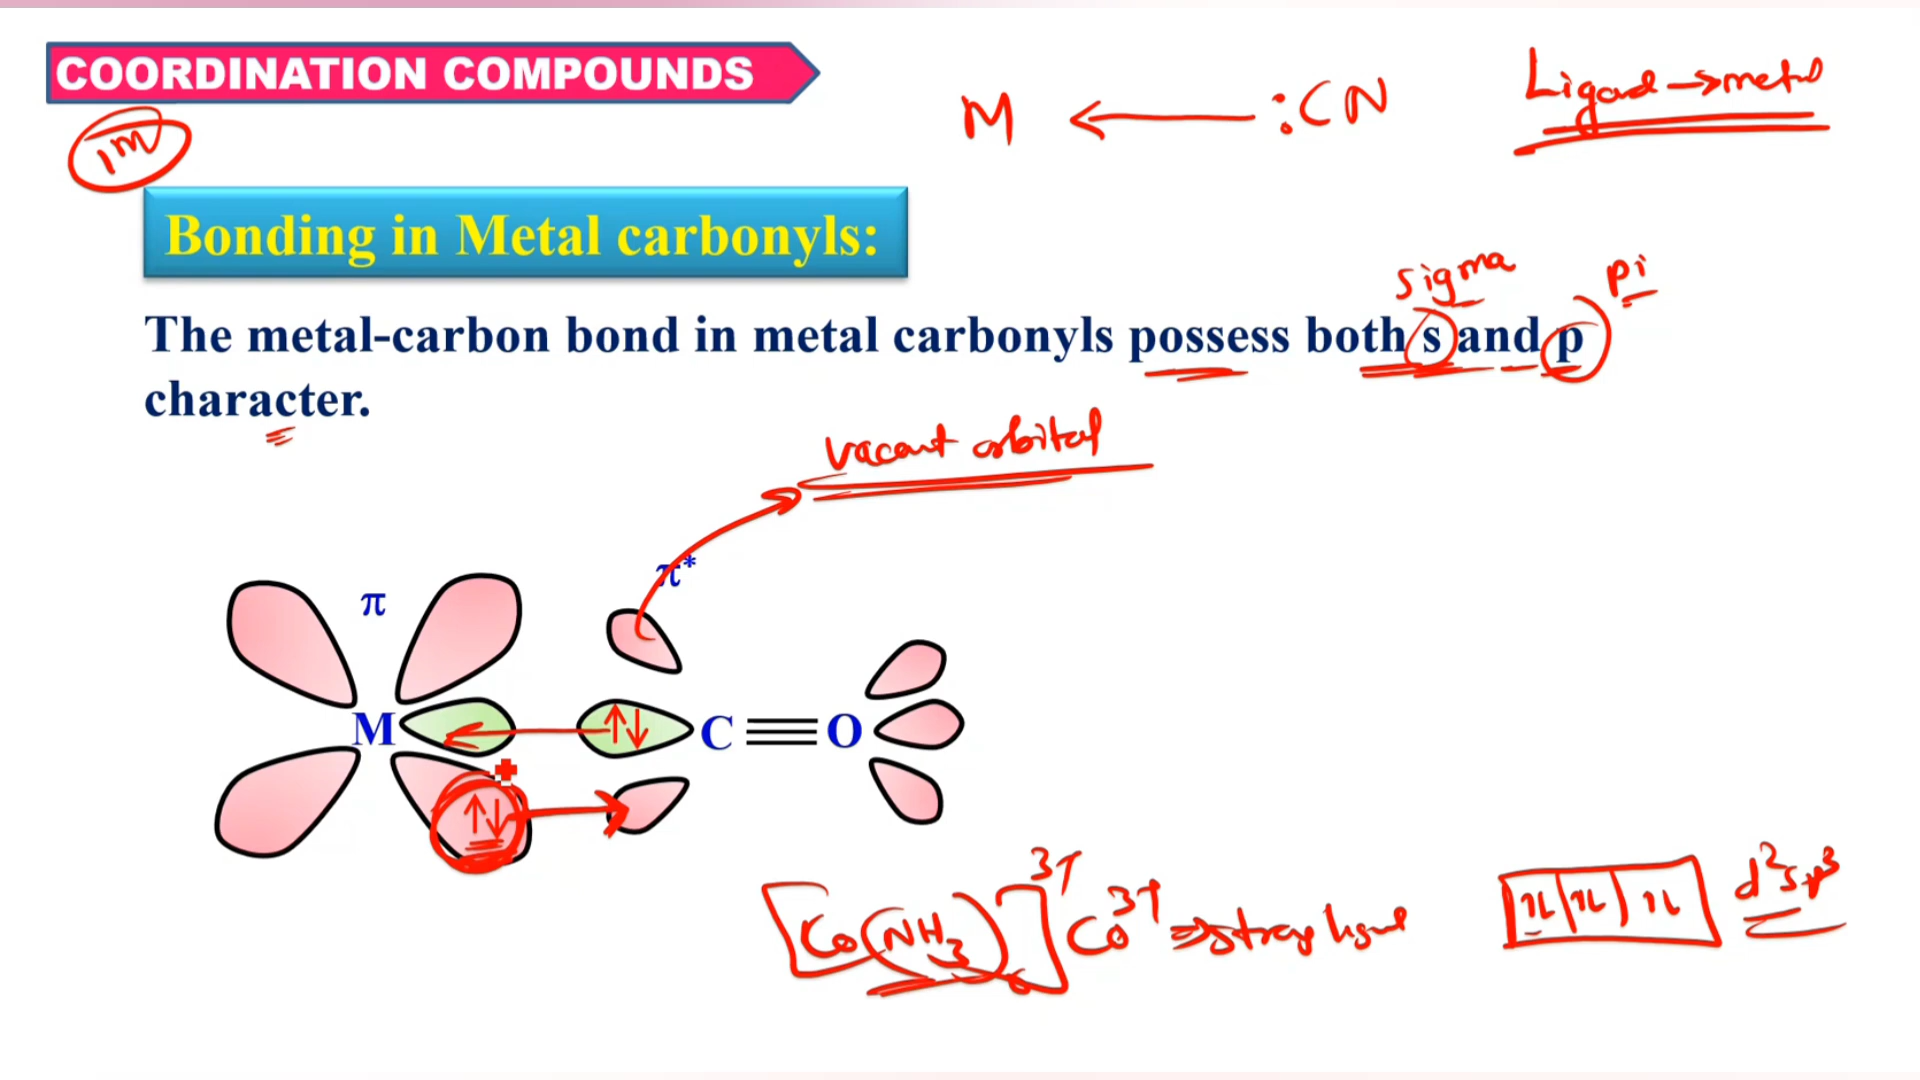 COORDINATION COMPOUNDS
M ← :CN
Ligand → metal
1M
Bonding in Metal carbonyls:
sigma
pi
The metal-carbon bond in metal carbonyls possess both s and p
character.
vacant orbital
π*
π
M C≡O
[Co(NH3)6]3+ Co3+ ⇒ strong ligand
d2sp3